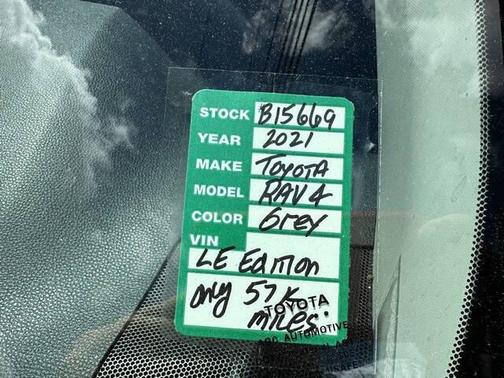 STOCK B15669
YEAR 2021
MAKE TOYOTA
MODEL RAV4
COLOR Grey
VIN
LE Edition
only 57K
TOYOTA
miles.
AUTOMOTIVE